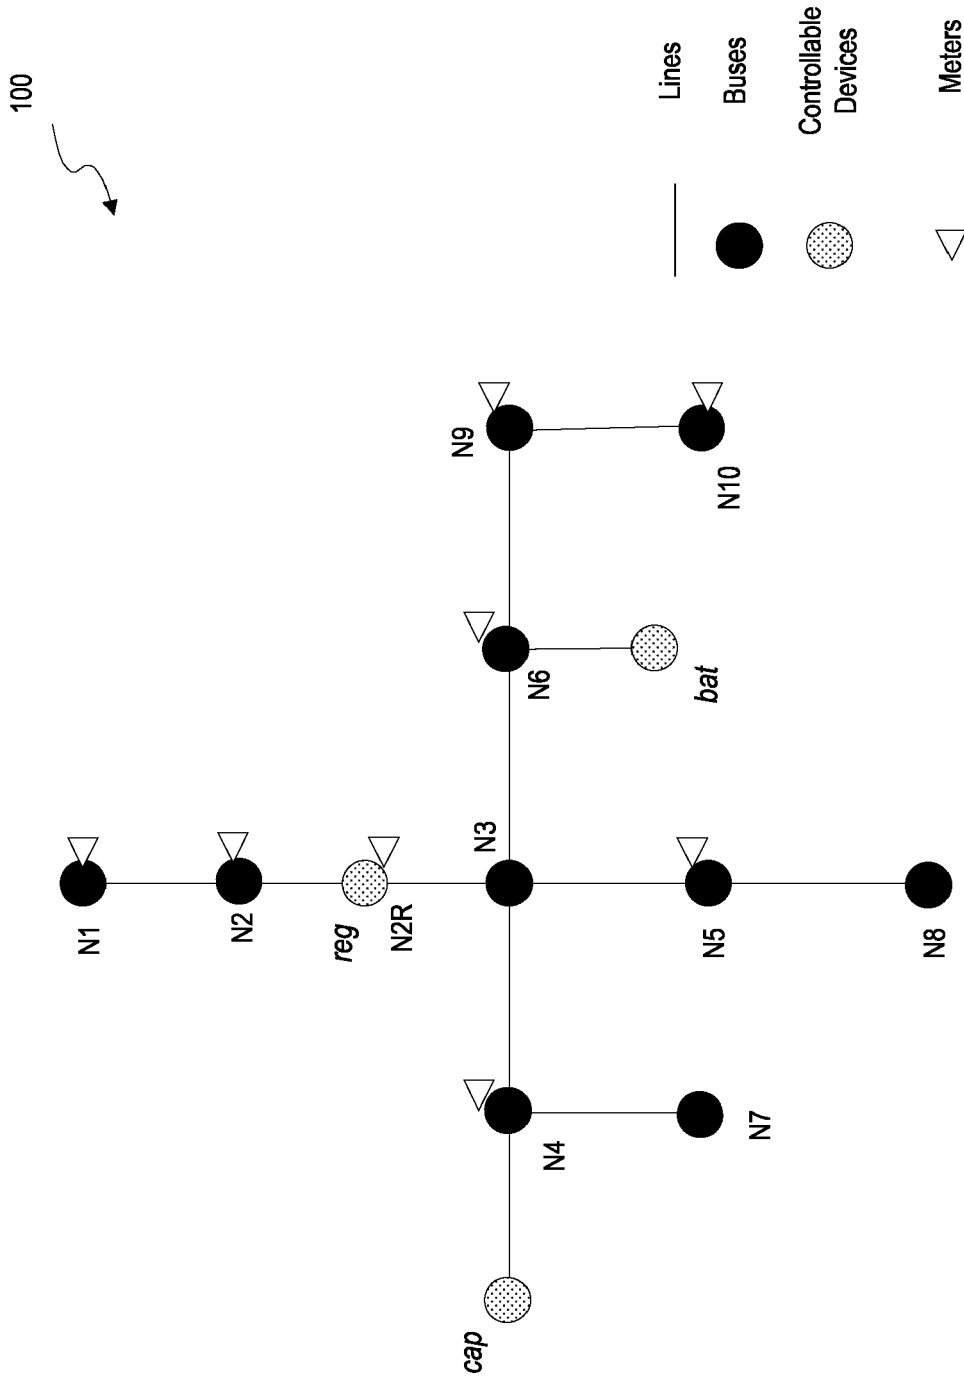 100
N1
N2
reg
N2R
N3
N4
cap
N7
N5
N8
N6
bat
N9
N10
Lines
Buses
Controllable
Devices
Meters